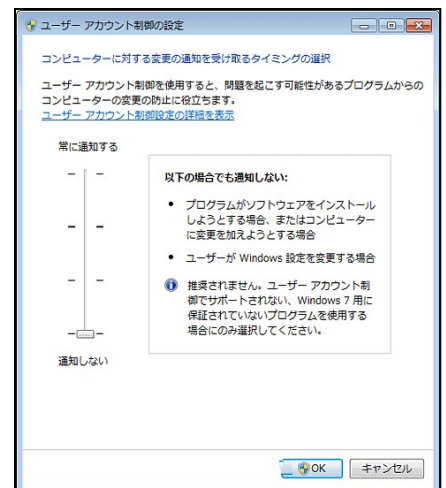 ユーザー アカウント制御の設定
コンピューターに対する変更の通知を受け取るタイミングの選択
ユーザー アカウント制御を使用すると、問題を起こす可能性があるプログラムからの
コンピューターの変更の防止に役立ちます。
ユーザー アカウント制御設定の詳細を表示
常に通知する
以下の場合でも通知しない:
• プログラムがソフトウェアをインストール
しようとする場合、またはコンピューター
に変更を加えようとする場合
• ユーザーが Windows 設定を変更する場合
推奨されません。ユーザー アカウント制
御でサポートされない、Windows 7 用に
保証されていないプログラムを使用する
場合にのみ選択してください。
通知しない
OK
キャンセル